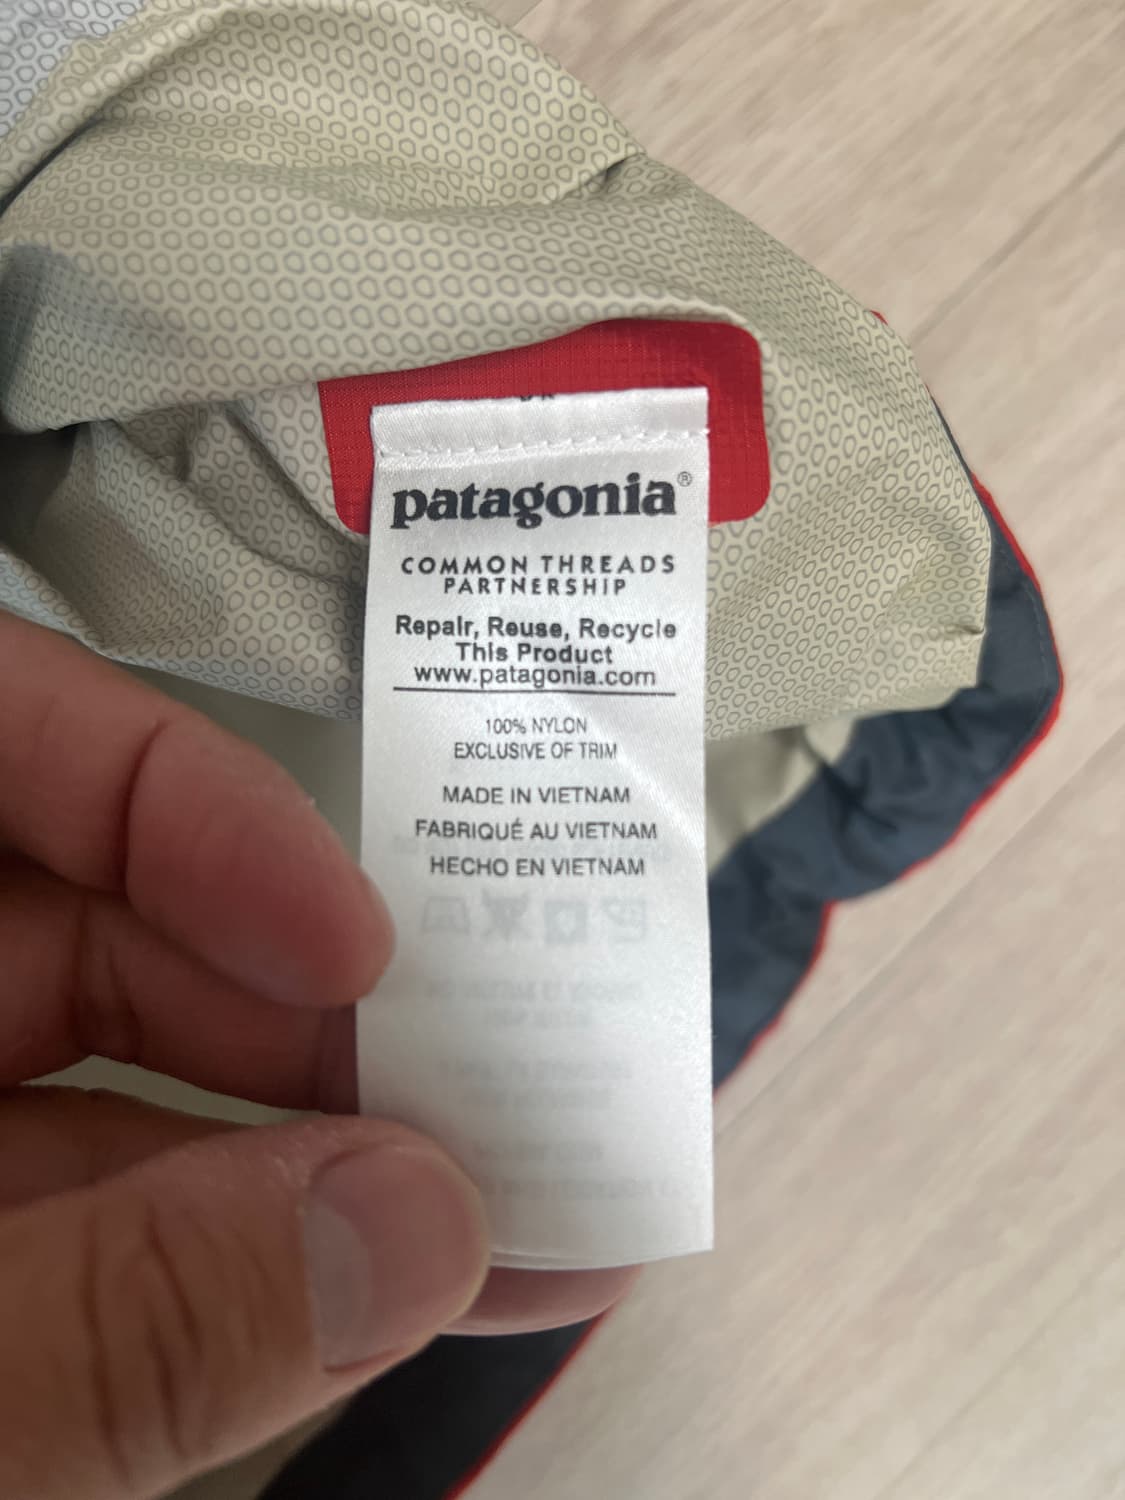 patagonia®
COMMON THREADS
PARTNERSHIP
Repair, Reuse, Recycle
This Product
www.patagonia.com
100% NYLON
EXCLUSIVE OF TRIM
MADE IN VIETNAM
FABRIQUÉ AU VIETNAM
HECHO EN VIETNAM